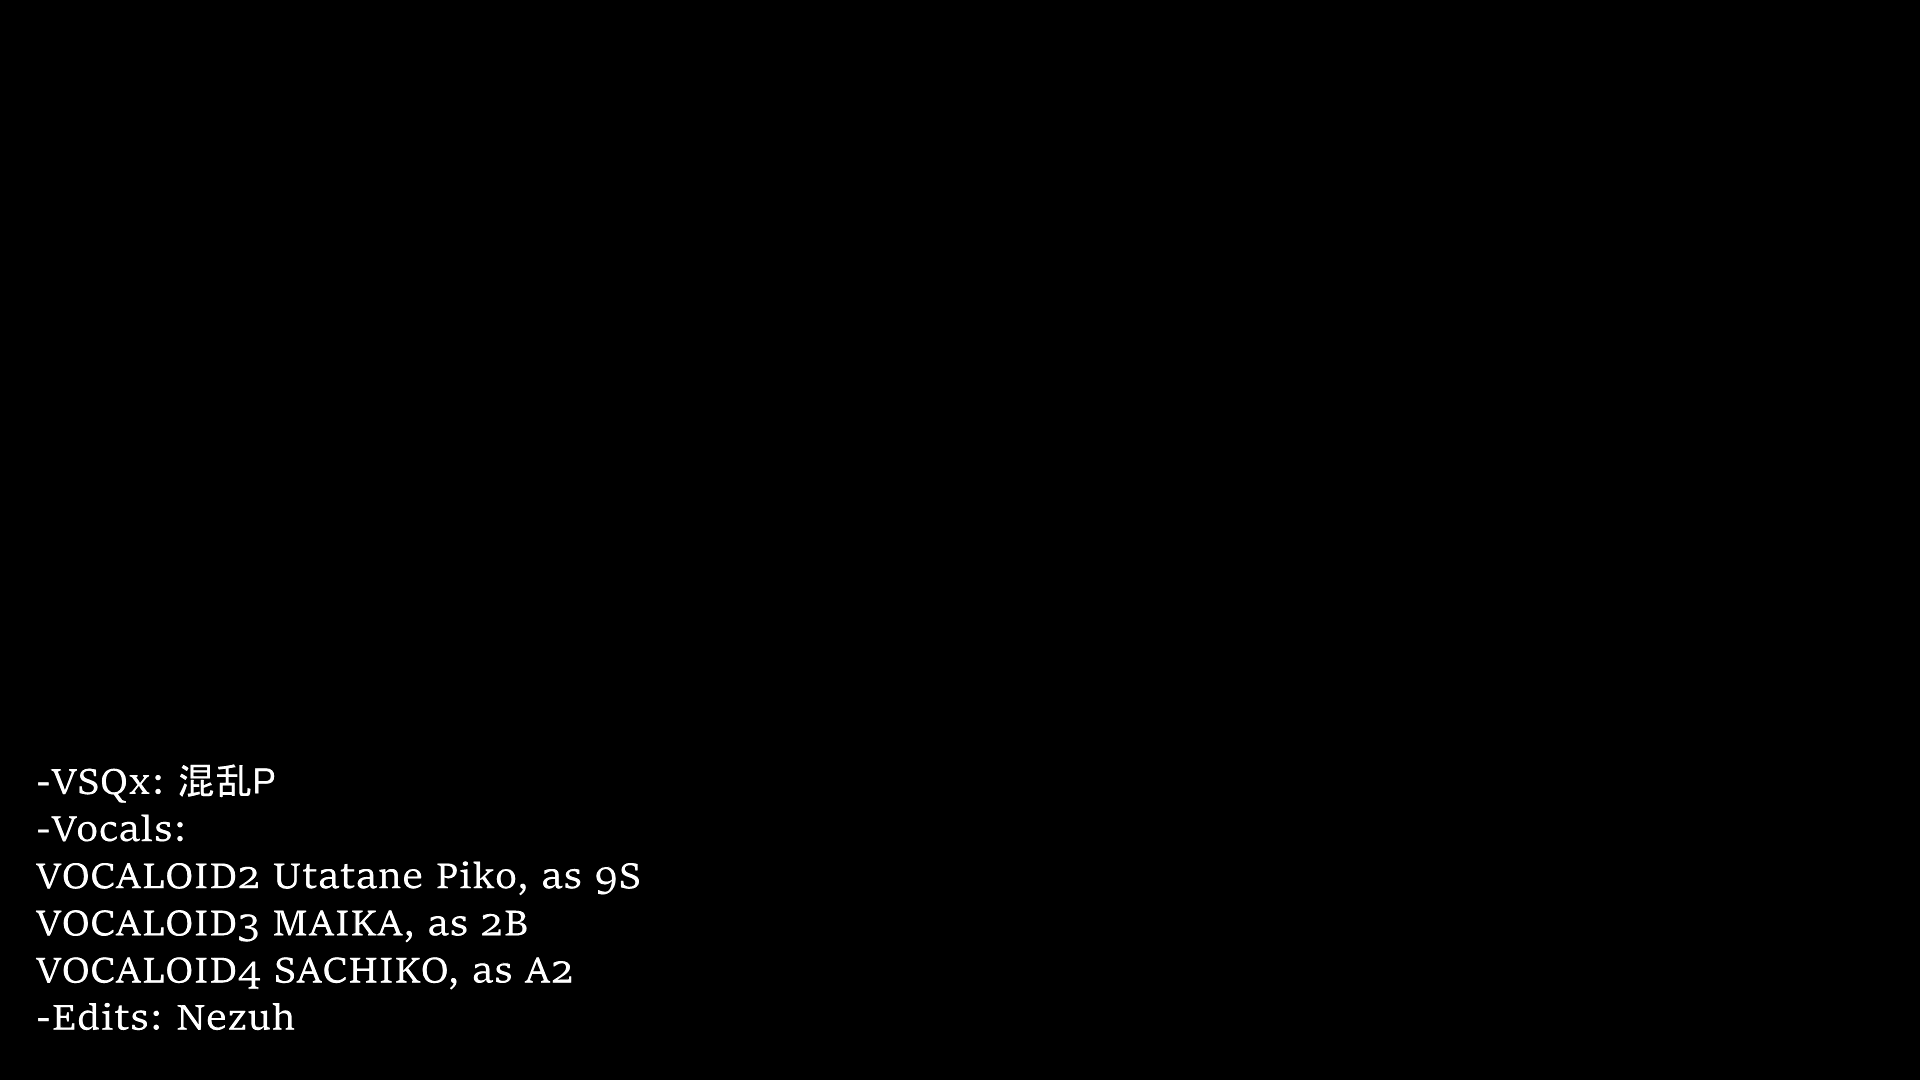 -VSQx: 混乱P
-Vocals:
VOCALOID2 Utatane Piko, as 9S
VOCALOID3 MAIKA, as 2B
VOCALOID4 SACHIKO, as A2
-Edits: Nezuh